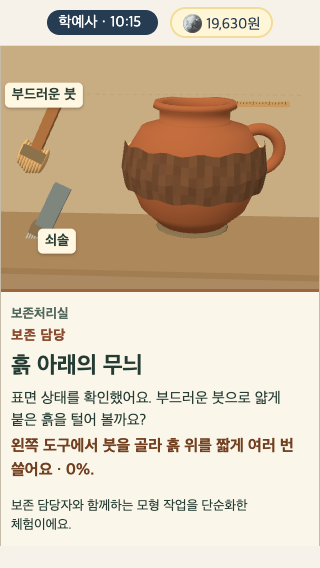 학예사 · 10:15
19,630원
부드러운 붓
쇠솔
보존처리실
보존 담당
흙 아래의 무늬
표면 상태를 확인했어요. 부드러운 붓으로 얇게
붙은 흙을 털어 볼까요?
왼쪽 도구에서 붓을 골라 흙 위를 짧게 여러 번
쓸어요 · 0%.
보존 담당자와 함께하는 모형 작업을 단순화한
체험이에요.